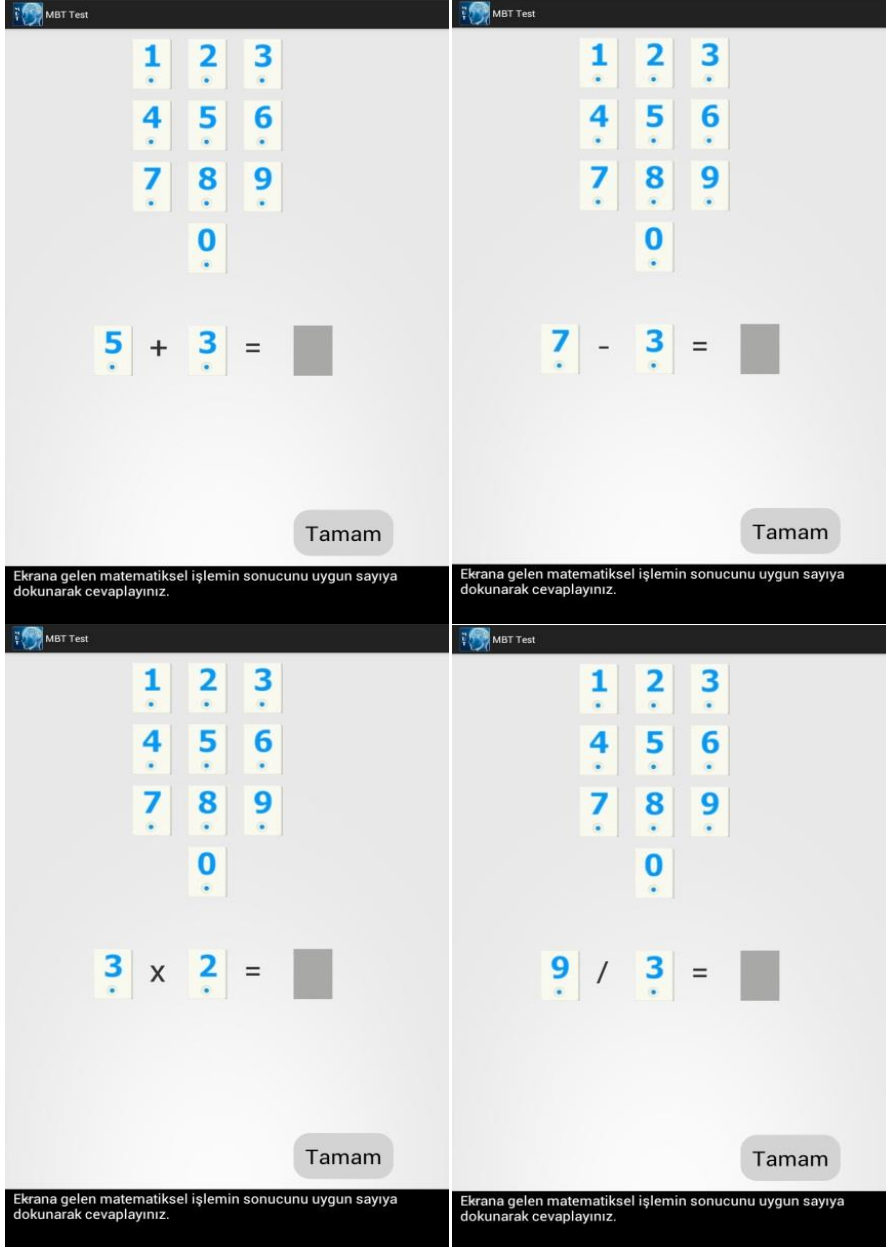 MBT Test
1 2 3
4 5 6
7 8 9
0
5 + 3 =
Tamam
Ekrana gelen matematiksel işlemin sonucunu uygun sayıya
dokunarak cevaplayınız.
MBT Test
1 2 3
4 5 6
7 8 9
0
7 - 3 =
Tamam
Ekrana gelen matematiksel işlemin sonucunu uygun sayıya
dokunarak cevaplayınız.
MBT Test
1 2 3
4 5 6
7 8 9
0
3 x 2 =
Tamam
Ekrana gelen matematiksel işlemin sonucunu uygun sayıya
dokunarak cevaplayınız.
MBT Test
1 2 3
4 5 6
7 8 9
0
9 / 3 =
Tamam
Ekrana gelen matematiksel işlemin sonucunu uygun sayıya
dokunarak cevaplayınız.